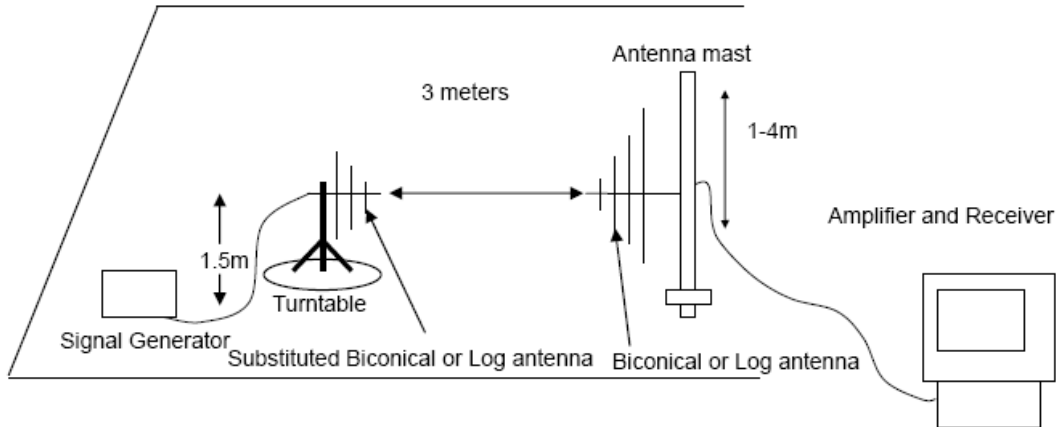 Antenna mast
3 meters
1-4m
Amplifier and Receiver
1.5m
Turntable
Signal Generator
Substituted Biconical or Log antenna
Biconical or Log antenna